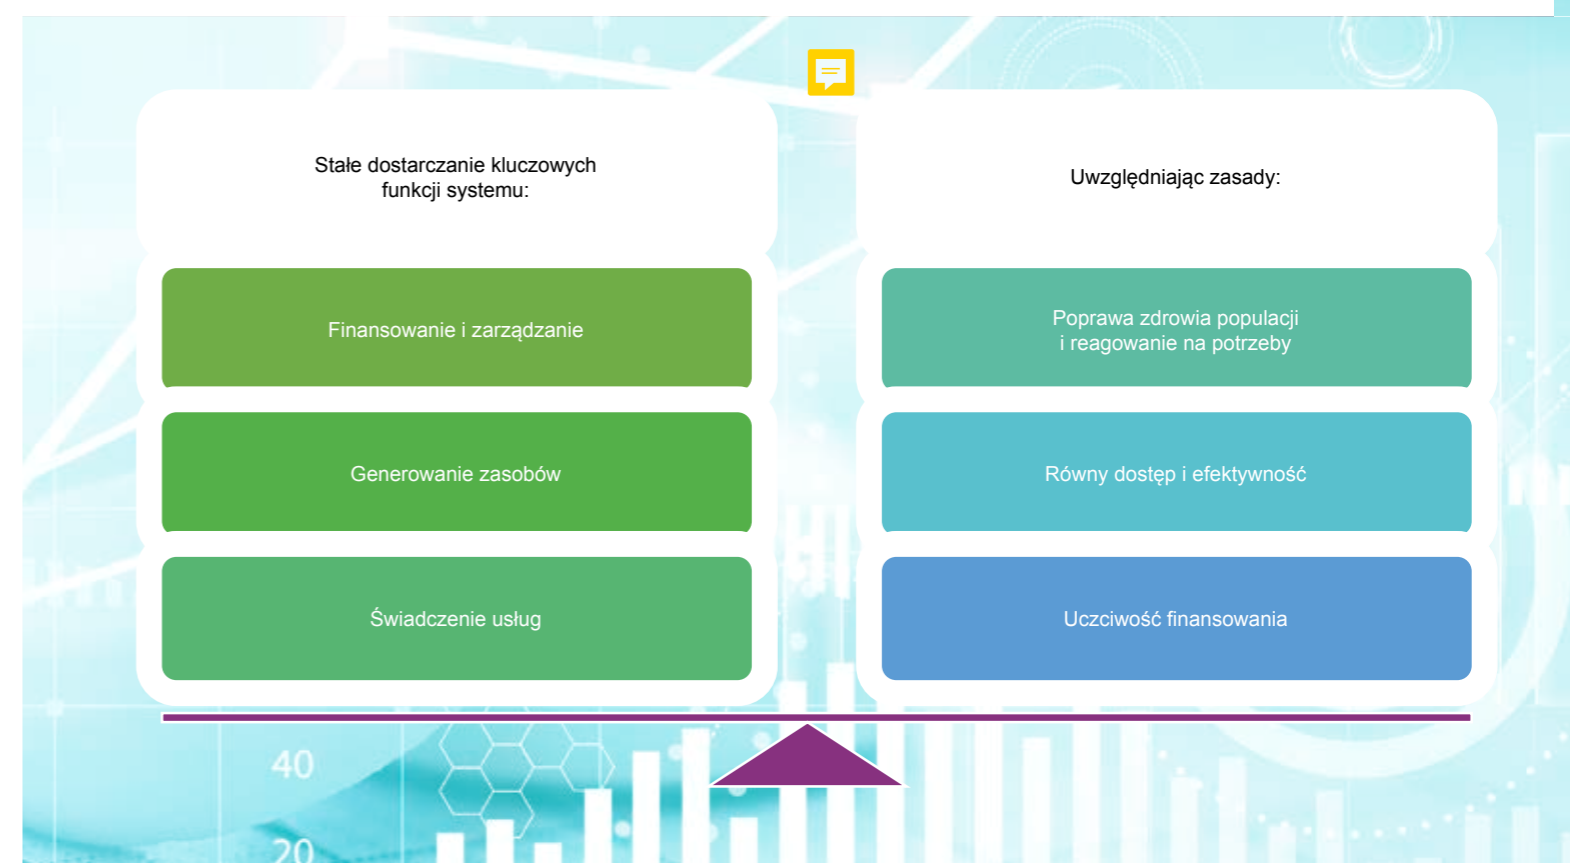 Stałe dostarczanie kluczowych
funkcji systemu:
Finansowanie i zarządzanie
Generowanie zasobów
Świadczenie usług
Uwzględniając zasady:
Poprawa zdrowia populacji
i reagowanie na potrzeby
Równy dostęp i efektywność
Uczciwość finansowania
40
20